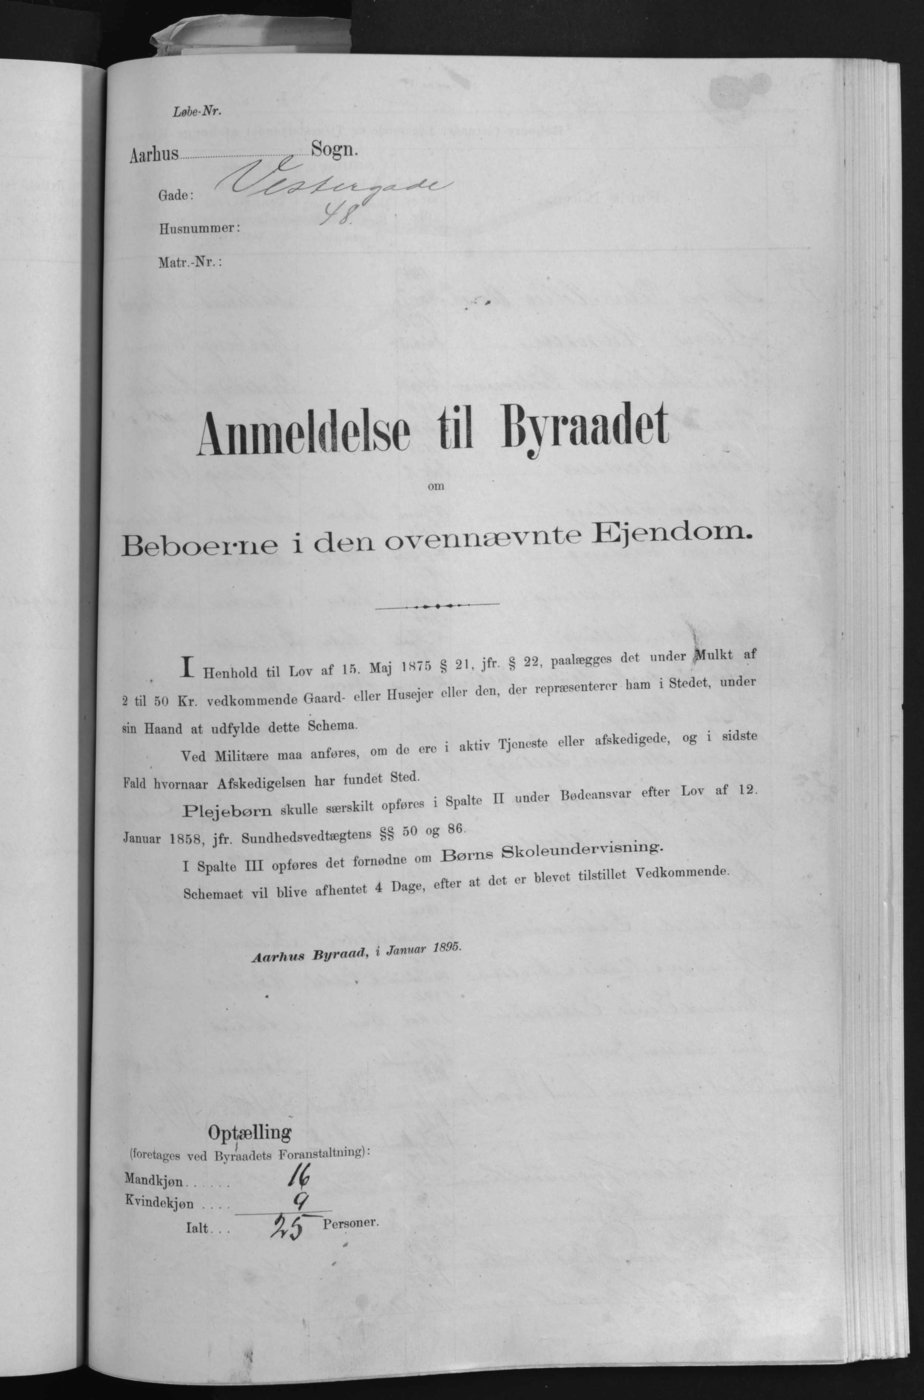 Løbe-Nr.
Aarhus Sogn.
Gade: Vestergade
Husnummer: 48.
Matr.-Nr.:
Anmeldelse til Byraadet
om
Beboerne i den ovennævnte Ejendom.
I Henhold til Lov af 15. Maj 1875 § 21, jfr. § 22, paalægges det under Mulkt af
2 til 50 Kr. vedkommende Gaard- eller Husejer eller den, der repræsenterer ham i Stedet, under
sin Haand at udfylde dette Schema.
Ved Militære maa anføres, om de ere i aktiv Tjeneste eller afskedigede, og i sidste
Fald hvornaar Afskedigelsen har fundet Sted.
Plejebørn skulle særskilt opføres i Spalte II under Bødeansvar efter Lov af 12.
Januar 1858, jfr. Sundhedsvedtægtens §§ 50 og 86.
I Spalte III opføres det fornødne om Børns Skoleundervisning.
Schemaet vil blive afhentet 4 Dage, efter at det er blevet tilstillet Vedkommende.
Aarhus Byraad, i Januar 1895.
Optælling
(foretages ved Byraadets Foranstaltning):
Mandkjøn...... 16
Kvindekjøn .... 9
Ialt... 25 Personer.